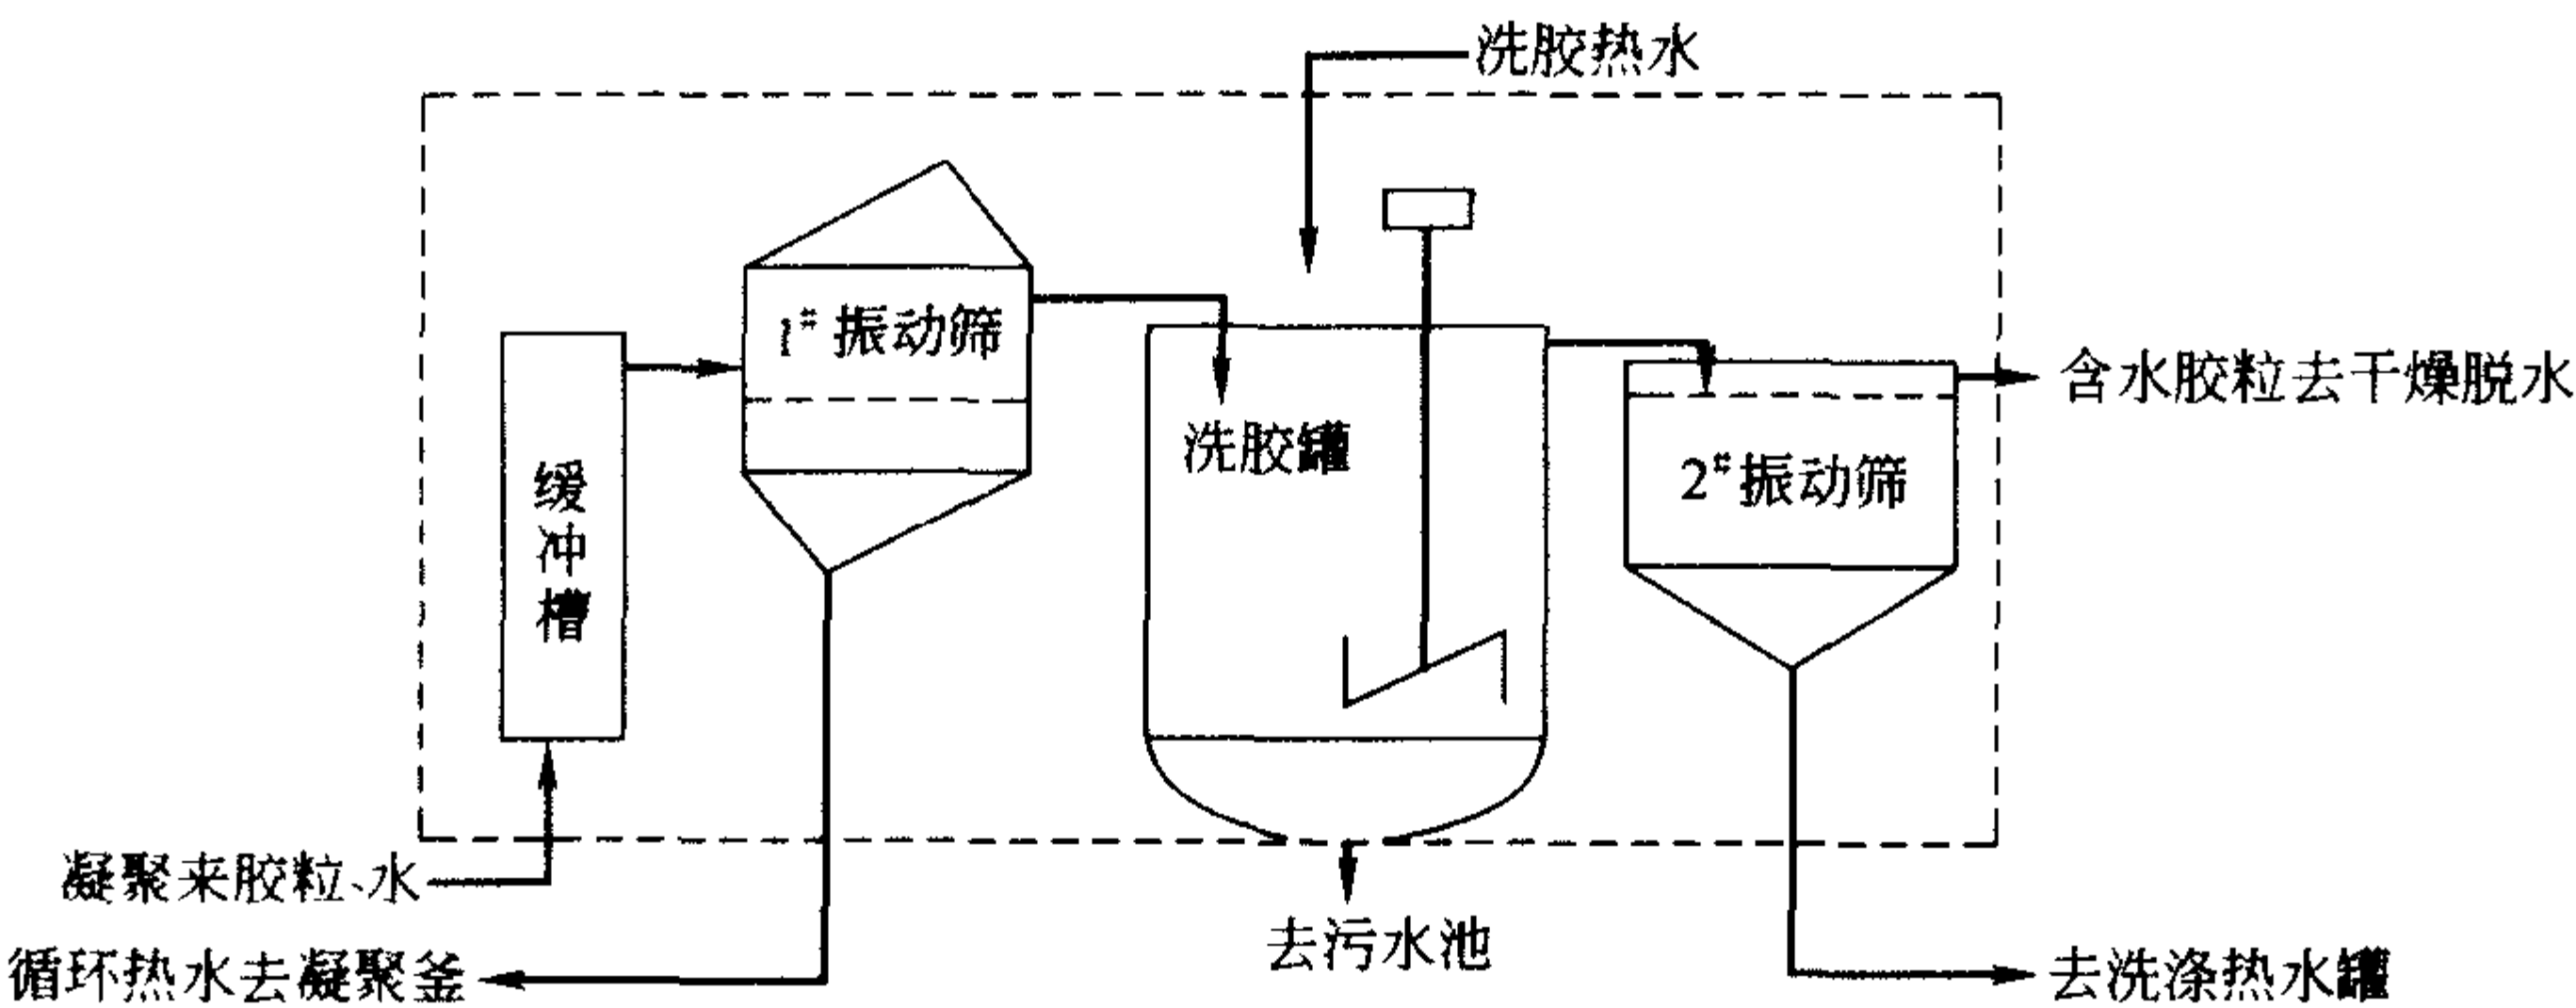 洗胶热水
1#振动筛
含水胶粒去干燥脱水
洗胶罐
2#振动筛
缓冲槽
凝聚来胶粒、水
去污水池
循环热水去凝聚釜
去洗涤热水罐